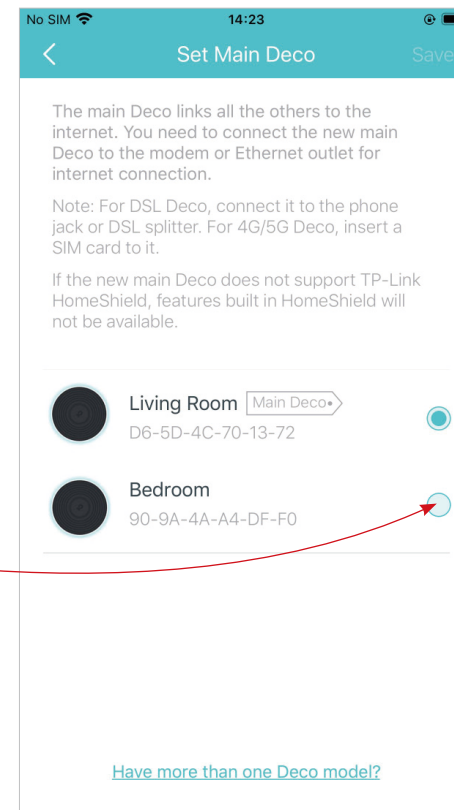 No SIM 14:23
Set Main Deco Save
The main Deco links all the others to the
internet. You need to connect the new main
Deco to the modem or Ethernet outlet for
internet connection.
Note: For DSL Deco, connect it to the phone
jack or DSL splitter. For 4G/5G Deco, insert a
SIM card to it.
If the new main Deco does not support TP-Link
HomeShield, features built in HomeShield will
not be available.
Living Room Main Deco
D6-5D-4C-70-13-72
Bedroom
90-9A-4A-A4-DF-F0
Have more than one Deco model?